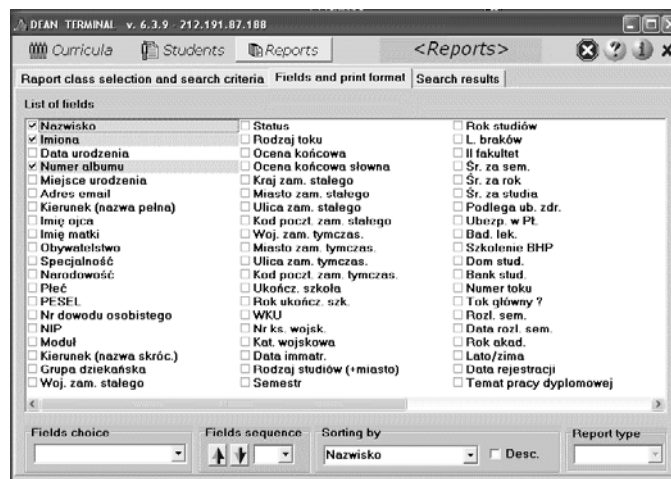 DEAN TERMINAL v. 6.3.9 - 212.191.87.188
Curricula Students Reports <Reports>
Raport class selection and search criteria Fields and print format Search results
List of fields
Nazwisko
Imiona
Data urodzenia
Numer albumu
Miejsce urodzenia
Adres email
Kierunek (nazwa pełna)
Imię ojca
Imię matki
Obywatelstwo
Specjalność
Narodowość
Płeć
PESEL
Nr dowodu osobistego
NIP
Moduł
Kierunek (nazwa skróc.)
Grupa dziekańska
Woj. zam. stałego
Status
Rodzaj toku
Ocena końcowa
Ocena końcowa słowna
Kraj zam. stałego
Miasto zam. stałego
Ulica zam. stałego
Kod poczt. zam. stałego
Woj. zam. tymczas.
Miasto zam. tymczas.
Ulica zam. tymczas.
Kod poczt. zam. tymczas.
Ukończ. szkoła
Rok ukończ. szk.
WKU
Nr ks. wojsk.
Kat. wojskowa
Data immatr.
Rodzaj studiów (+miasto)
Semestr
Rok studiów
L. braków
II fakultet
Śr. za sem.
Śr. za rok
Śr. za studia
Podlega ub. zdr.
Ubezp. w PŁ
Bad. lek.
Szkolenie BHP
Dom stud.
Bank stud.
Numer toku
Tok główny ?
Rozl. sem.
Data rozl. sem.
Rok akad.
Lato/zima
Data rejestracji
Temat pracy dyplomowej
Fields choice Fields sequence Sorting by Report type
Nazwisko Desc.